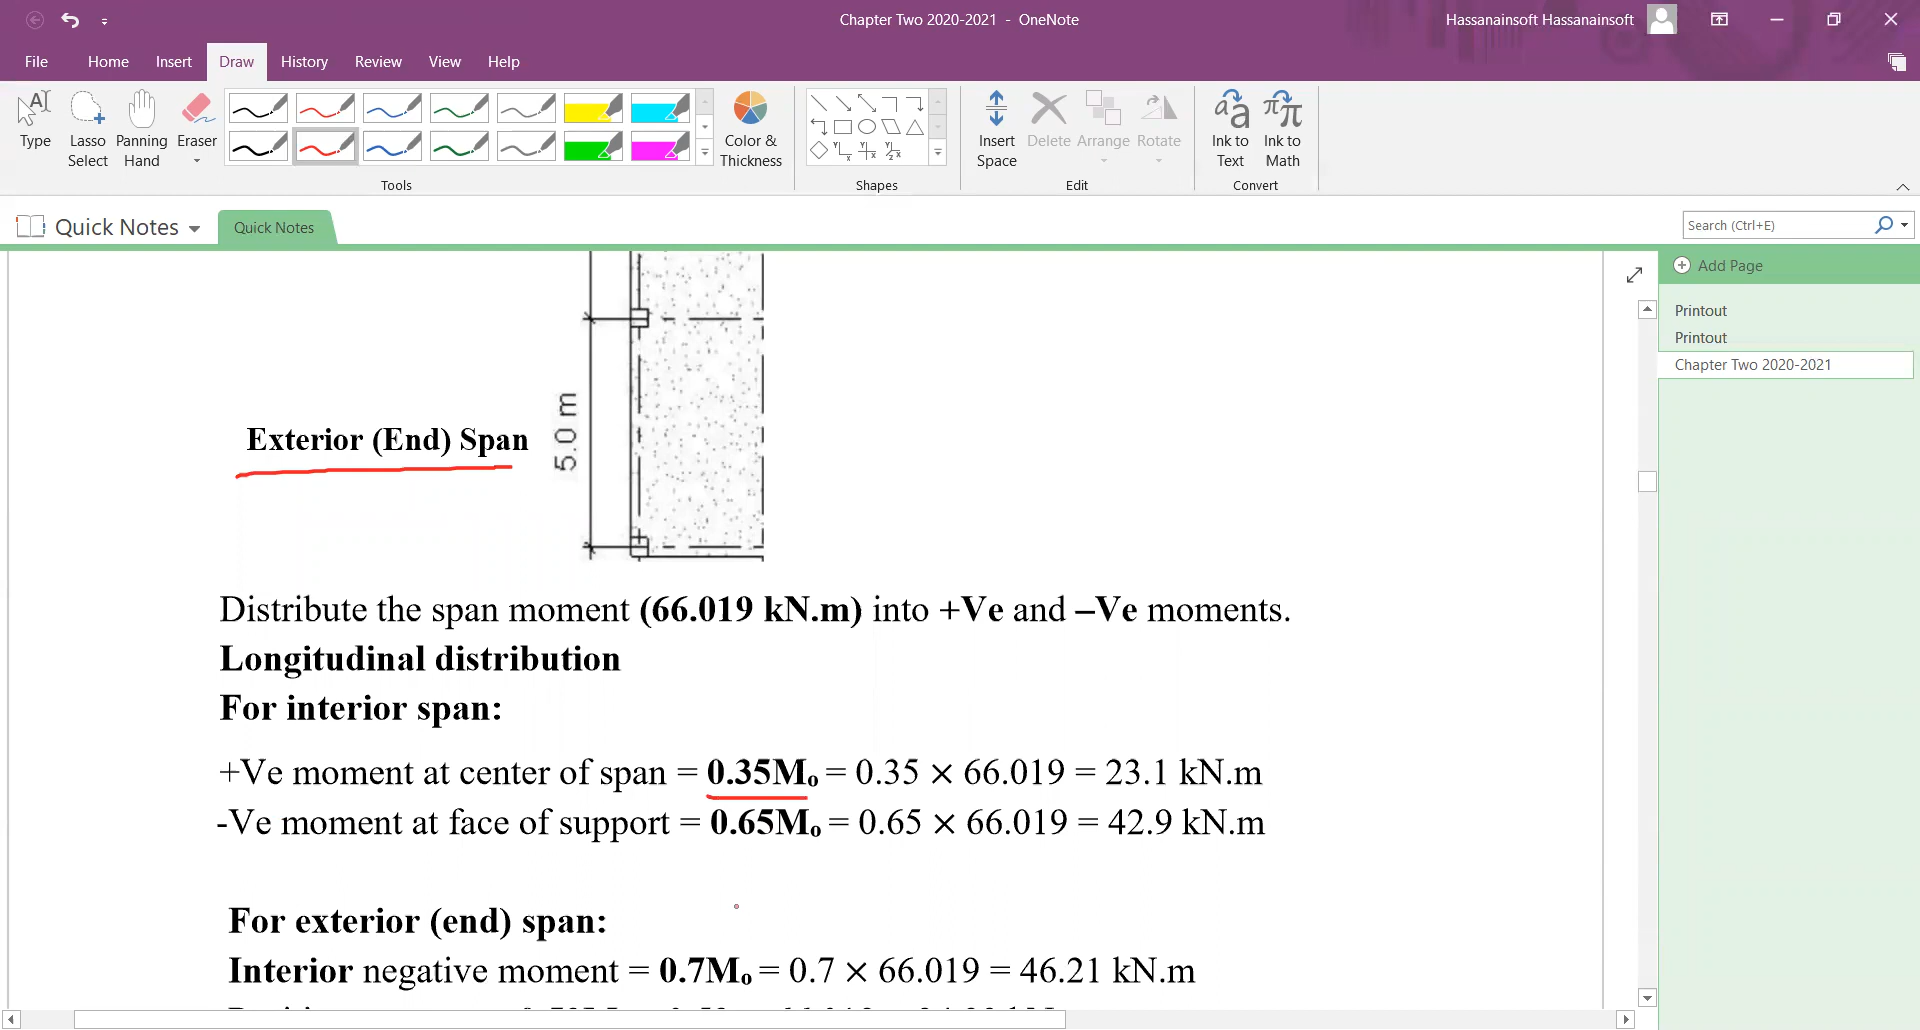 Chapter Two 2020-2021 - OneNote
Hassanainsoft Hassanainsoft
File Home Insert Draw History Review View Help
Type
Lasso Select
Panning Hand
Eraser
Color & Thickness
Insert Space
Delete
Arrange
Rotate
Ink to Text
Ink to Math
Tools Shapes Edit Convert
Quick Notes
Quick Notes
Search (Ctrl+E)
Add Page
Printout
Printout
Chapter Two 2020-2021
Exterior (End) Span
5.0 m
Distribute the span moment (66.019 kN.m) into +Ve and –Ve moments.
Longitudinal distribution
For interior span:
+Ve moment at center of span = 0.35Mo = 0.35 × 66.019 = 23.1 kN.m
-Ve moment at face of support = 0.65Mo = 0.65 × 66.019 = 42.9 kN.m
For exterior (end) span:
Interior negative moment = 0.7Mo = 0.7 × 66.019 = 46.21 kN.m